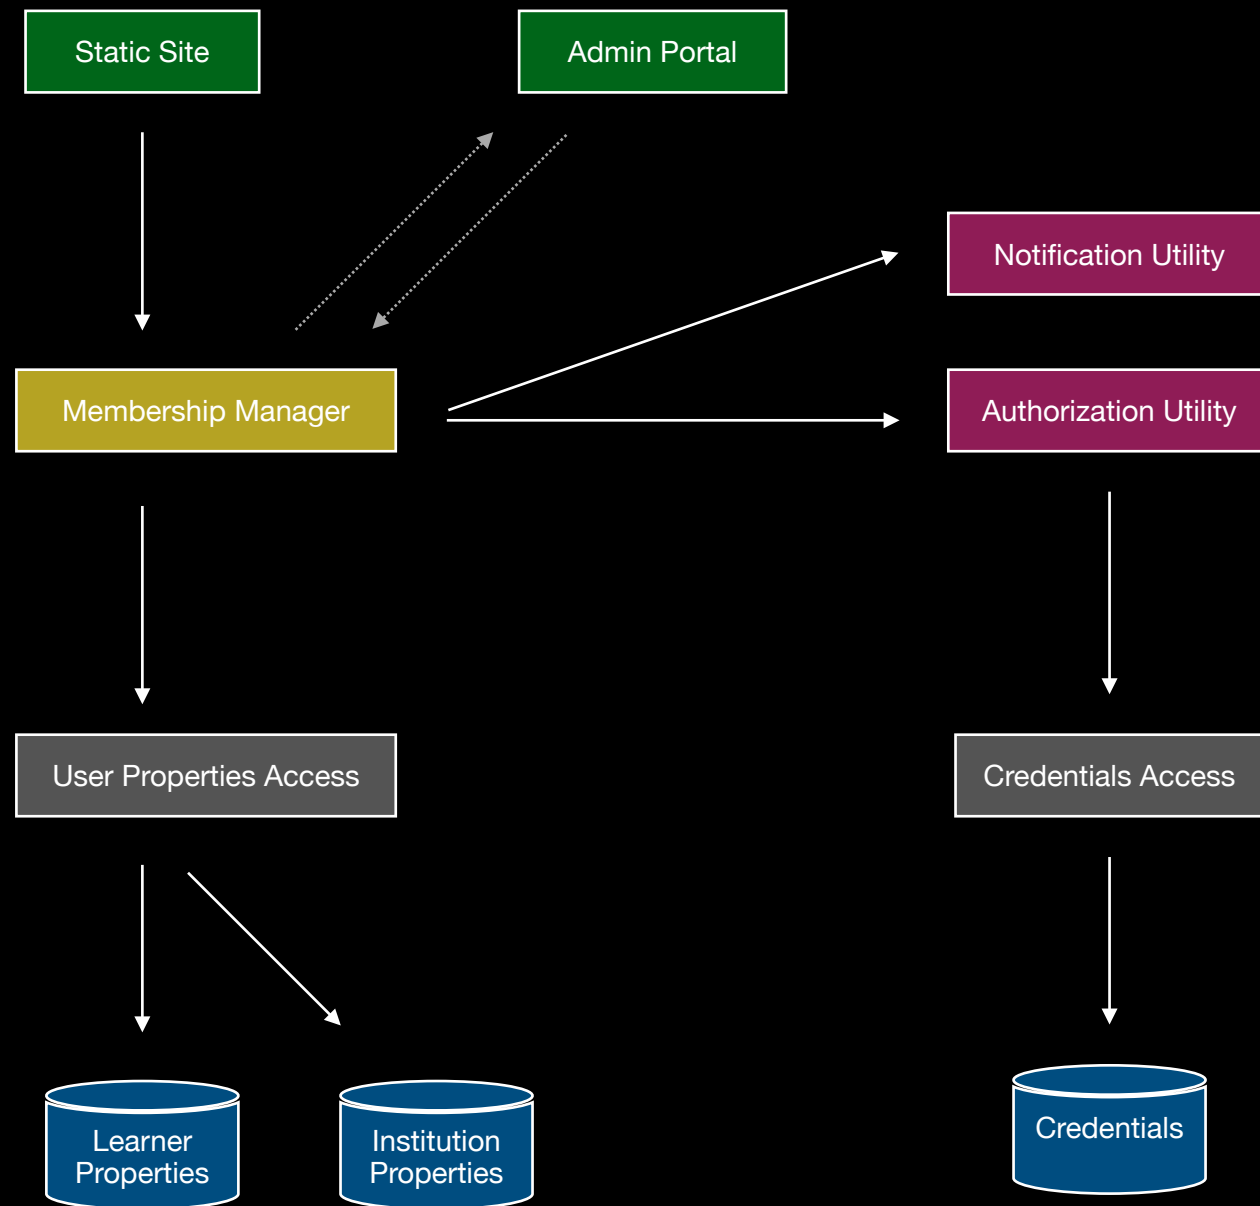 Static Site
Admin Portal
Notification Utility
Membership Manager
Authorization Utility
User Properties Access
Credentials Access
Learner
Properties
Institution
Properties
Credentials